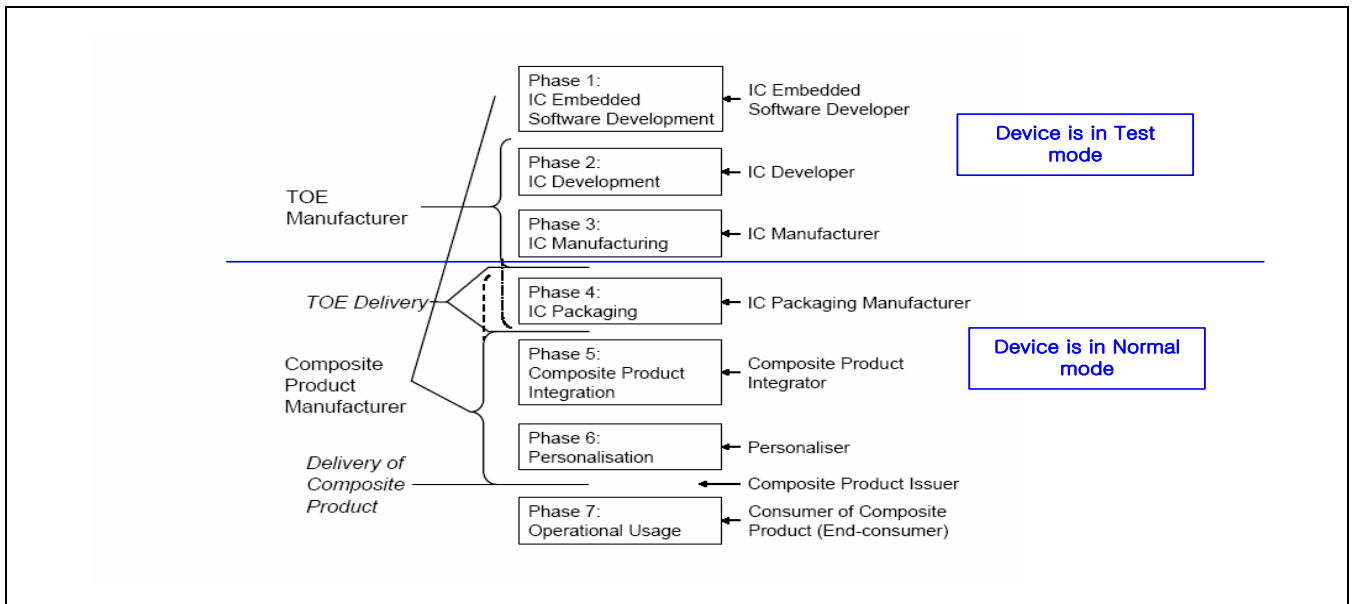 Phase 1:
IC Embedded
Software Development
IC Embedded
Software Developer
Device is in Test
mode
Phase 2:
IC Development
IC Developer
TOE
Manufacturer
Phase 3:
IC Manufacturing
IC Manufacturer
TOE Delivery
Phase 4:
IC Packaging
IC Packaging Manufacturer
Device is in Normal
mode
Composite
Product
Manufacturer
Phase 5:
Composite Product
Integration
Composite Product
Integrator
Phase 6:
Personalisation
Personaliser
Delivery of
Composite
Product
Composite Product Issuer
Phase 7:
Operational Usage
Consumer of Composite
Product (End-consumer)